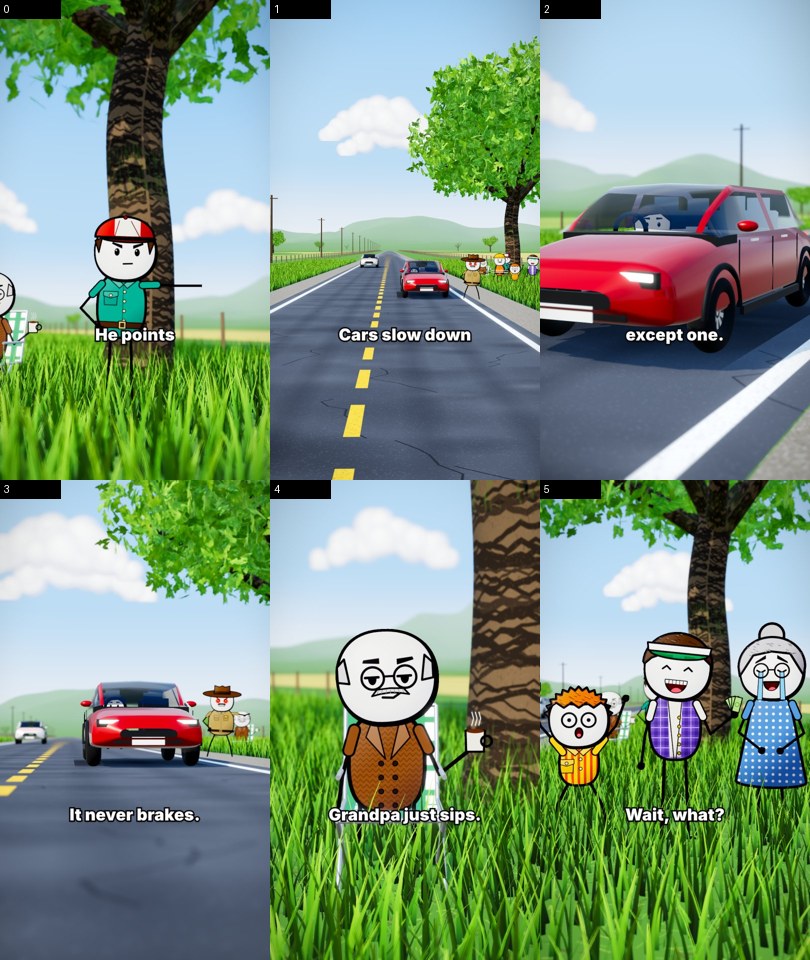 0
1
2
He points
Cars slow down
except one.
3
4
5
It never brakes.
Grandpa just sips.
Wait, what?